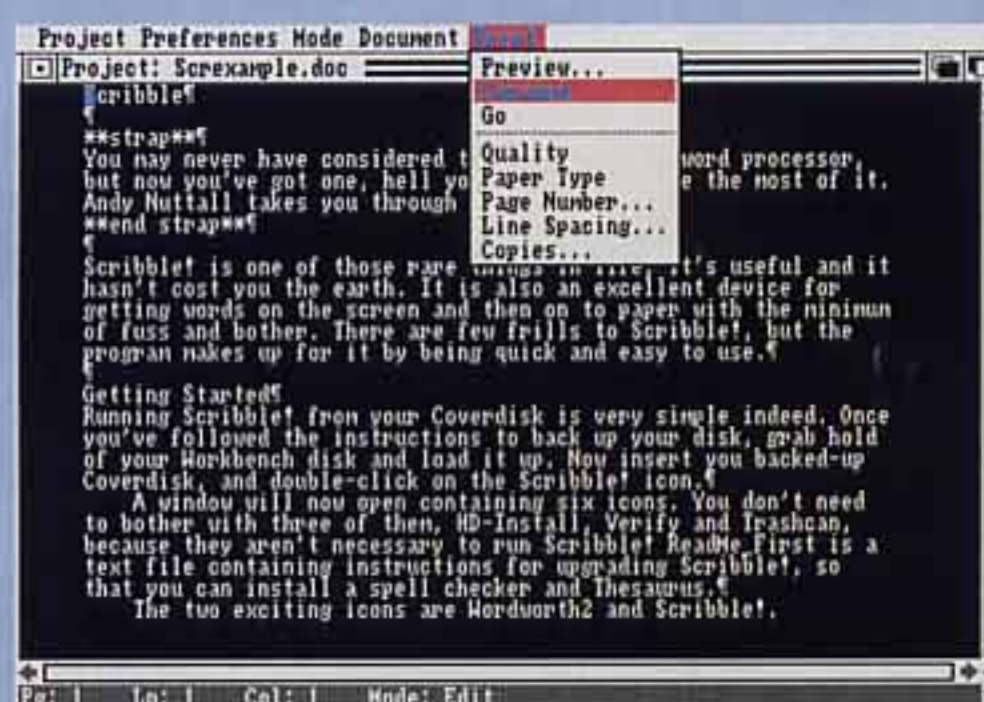 Project Preferences Mode Document
Project: Screxample.doc
Preview...
Go
Quality
Paper Type
Page Number...
Line Spacing...
Copies...
cribble¶
¶
**strap**¶
You may never have considered word processor,
but now you've got one, hell yo the most of it.
Andy Nuttall takes you through
**end strap**¶
¶
Scribble! is one of those rare things in life, it's useful and it
hasn't cost you the earth. It is also an excellent device for
getting words on the screen and then on to paper with the minimum
of fuss and bother. There are few frills to Scribble!, but the
program makes up for it by being quick and easy to use.¶
¶
Getting Started¶
Running Scribble! from your Coverdisk is very simple indeed. Once
you've followed the instructions to back up your disk, grab hold
of your Workbench disk and load it up. Now insert you backed-up
Coverdisk, and double-click on the Scribble! icon.¶
A window will now open containing six icons. You don't need
to bother with three of them, HD-Install, Verify and Trashcan,
because they aren't necessary to run Scribble! ReadMe_First is a
text file containing instructions for upgrading Scribble!, so
that you can install a spell checker and Thesaurus.¶
The two exciting icons are Wordworth2 and Scribble!.
Pg: 1 Ln: 1 Col: 1 Mode: Edit